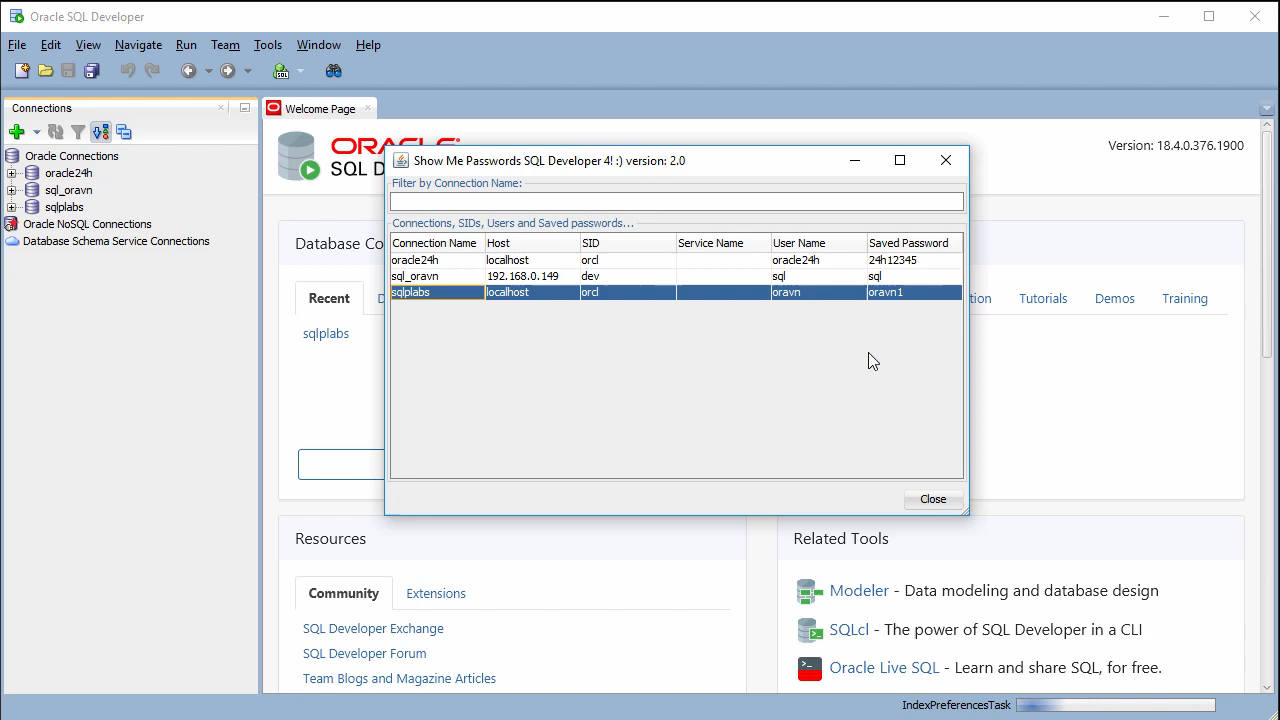 Oracle SQL Developer
File Edit View Navigate Run Team Tools Window Help
Connections
Oracle Connections
oracle24h
sql_oravn
sqlplabs
Oracle NoSQL Connections
Database Schema Service Connections
Welcome Page
ORACLE
SQL D
Version: 18.4.0.376.1900
Database Co
Recent
D
tion Tutorials Demos Training
sqlplabs
Show Me Passwords SQL Developer 4! :) version: 2.0
Filter by Connection Name:
Connections, SIDs, Users and Saved passwords...
Connection Name Host SID Service Name User Name Saved Password
oracle24h localhost orcl oracle24h 24h12345
sql_oravn 192.168.0.149 dev sql sql
sqlplabs localhost orcl oravn oravn1
Close
Resources
Community Extensions
SQL Developer Exchange
SQL Developer Forum
Team Blogs and Magazine Articles
Related Tools
Modeler - Data modeling and database design
SQLcl - The power of SQL Developer in a CLI
Oracle Live SQL - Learn and share SQL, for free.
IndexPreferencesTask